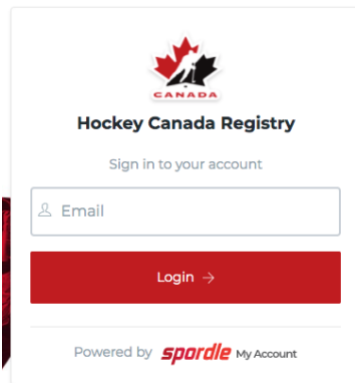 CANADA
Hockey Canada Registry
Sign in to your account
Email
Login →
Powered by spordle My Account